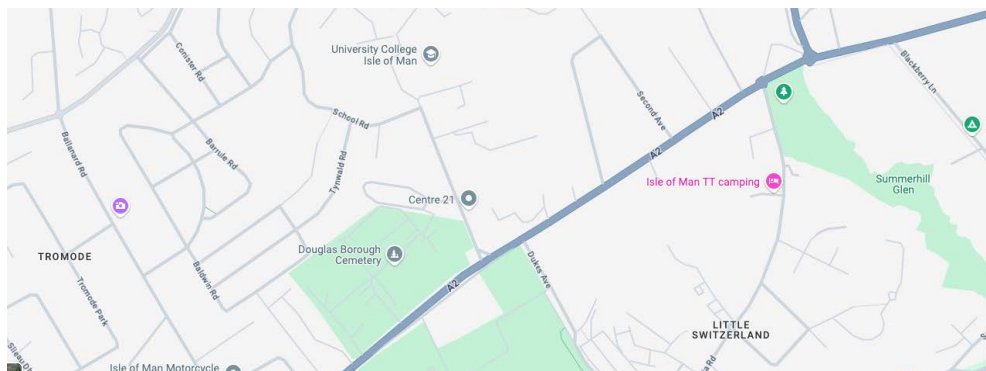 University College
Isle of Man
Conister Rd
School Rd
Second Ave
Blackberry Ln
A2
A2
Ballanard Rd
Barrule Rd
Tynwald Rd
Isle of Man TT camping
Summerhill
Glen
Centre 21
TROMODE
Douglas Borough
Cemetery
Baldwin Rd
Tromode Park
A2
Dukes Ave
LITTLE
SWITZERLAND
Isle of Man Motorcycle